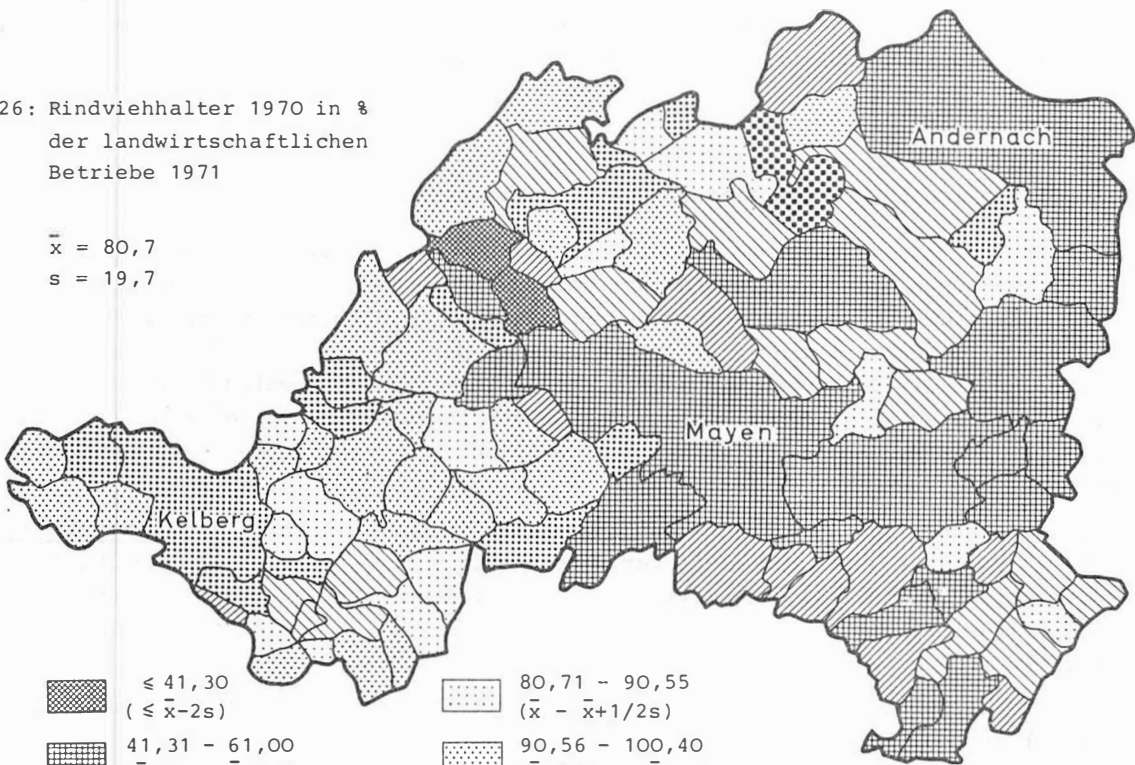 26: Rindviehhalter 1970 in %
der landwirtschaftlichen
Betriebe 1971
x̄ = 80,7
s = 19,7
Andernach
Mayen
Kelberg
≤ 41,30
(≤ x̄-2s)
41,31 - 61,00
80,71 - 90,55
(x̄ - x̄+1/2s)
90,56 - 100,40